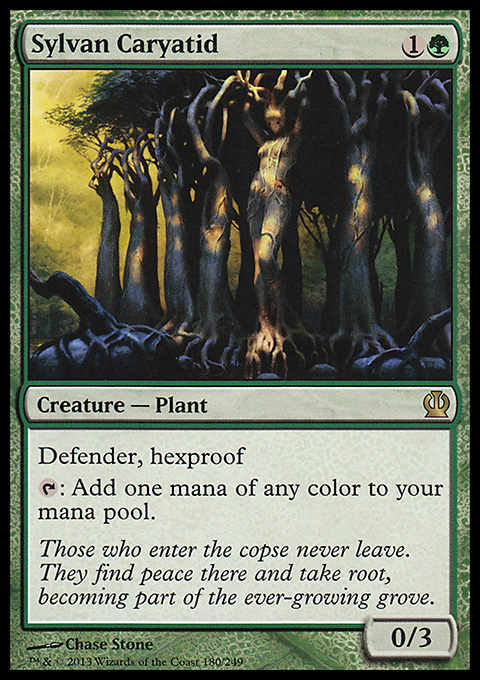 Sylvan Caryatid 1
Creature — Plant
Defender, hexproof
: Add one mana of any color to your
mana pool.
Those who enter the copse never leave.
They find peace there and take root,
becoming part of the ever-growing grove.
0/3
Chase Stone
™ & © 2013 Wizards of the Coast 180/249